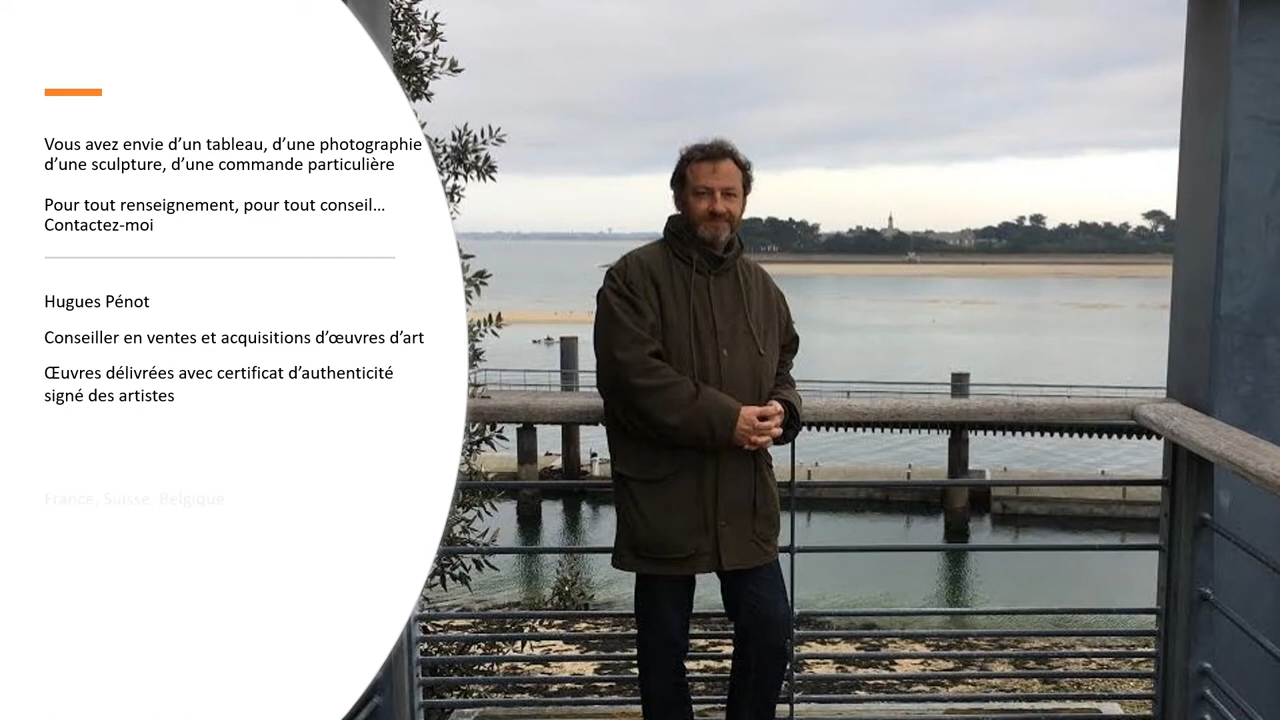 Vous avez envie d’un tableau, d’une photographie
d’une sculpture, d’une commande particulière
Pour tout renseignement, pour tout conseil…
Contactez-moi
Hugues Pénot
Conseiller en ventes et acquisitions d’œuvres d’art
Œuvres délivrées avec certificat d’authenticité
signé des artistes
France, Suisse, Belgique